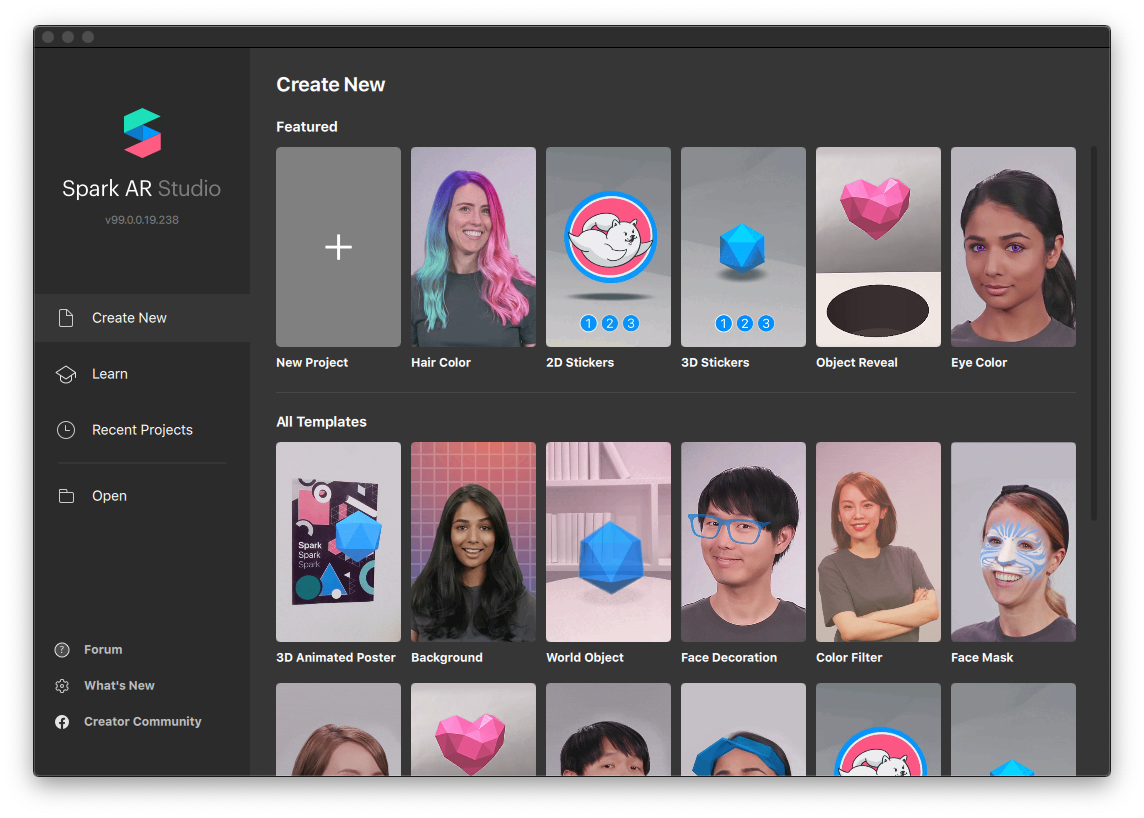 Spark AR Studio
v99.0.0.19.238
Create New
Learn
Recent Projects
Open
Forum
What's New
Creator Community
Create New
Featured
1 2 3
1 2 3
New Project
Hair Color
2D Stickers
3D Stickers
Object Reveal
Eye Color
All Templates
Spark
Spark
Spark
3D Animated Poster
Background
World Object
Face Decoration
Color Filter
Face Mask